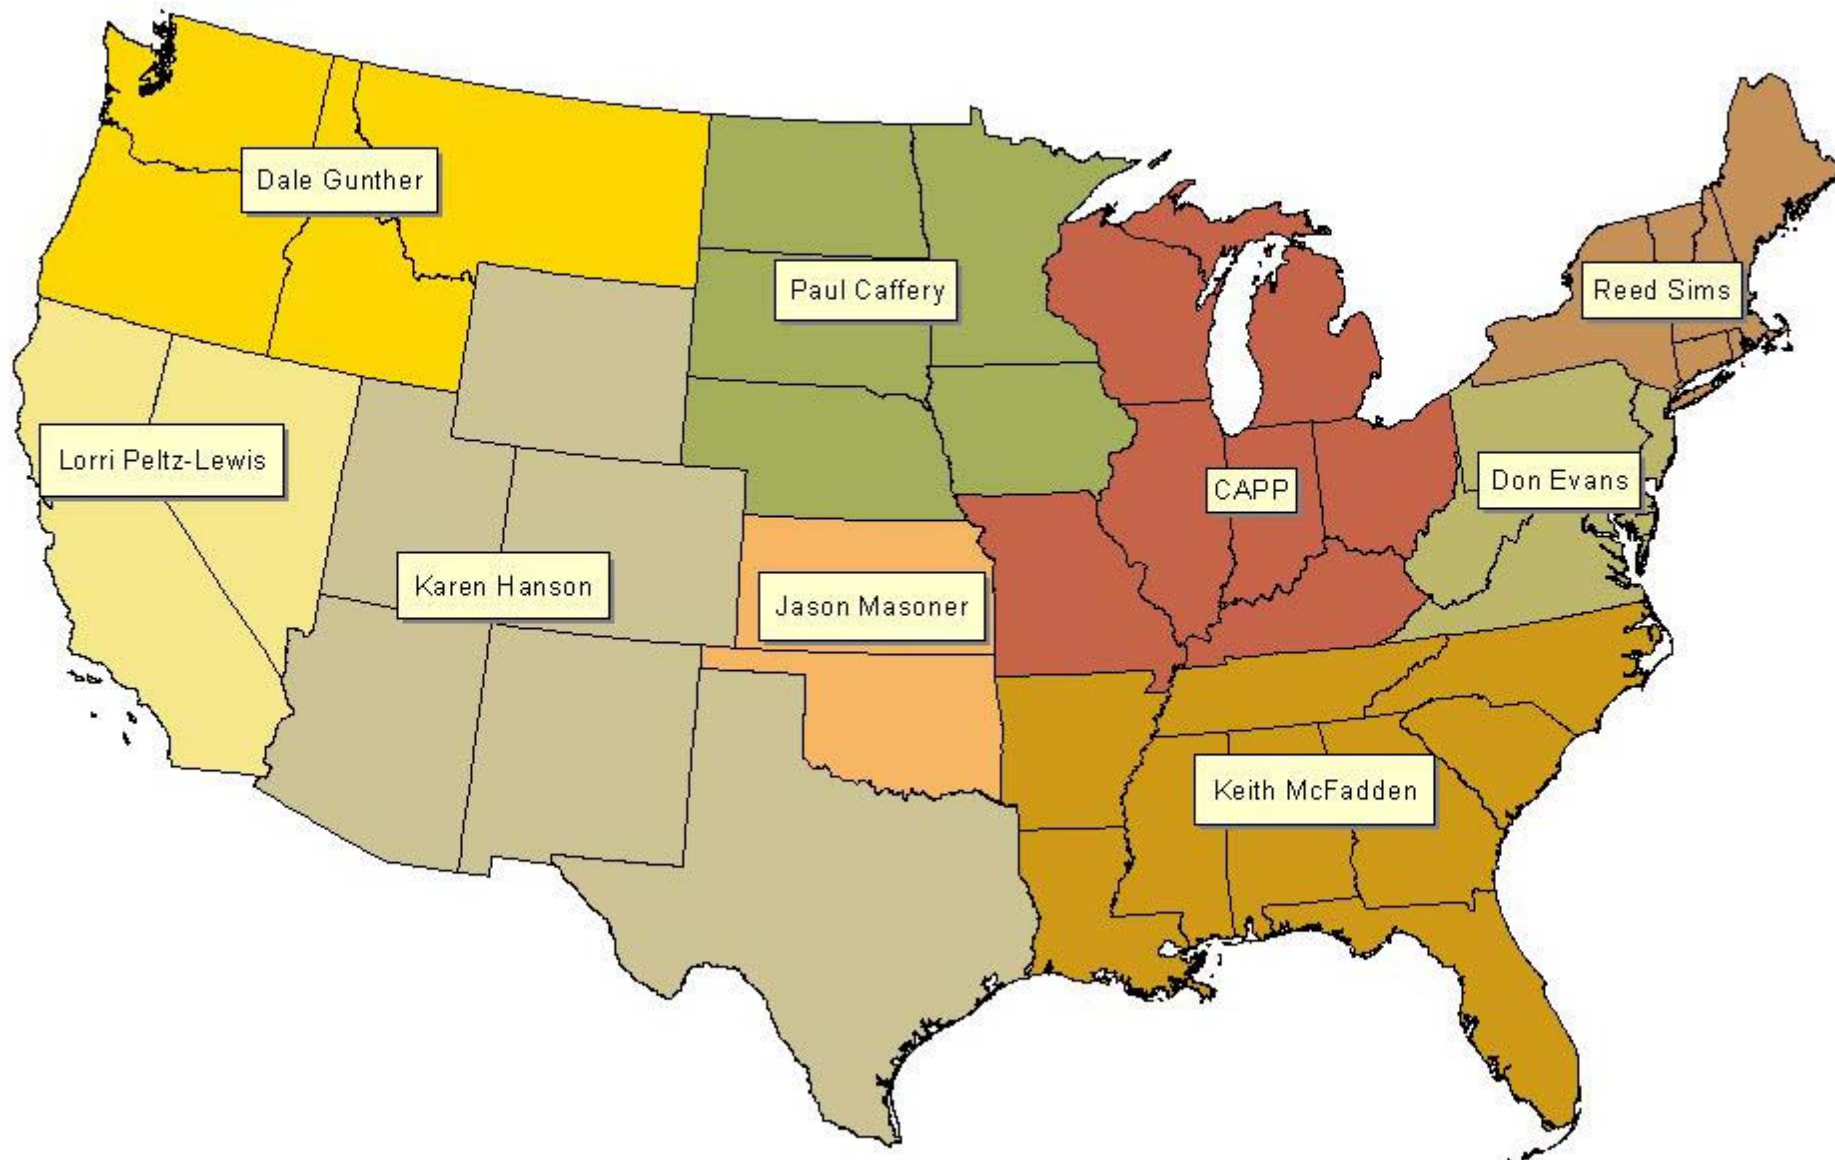 Dale Gunther
Paul Caffery
Reed Sims
Lorri Peltz-Lewis
CAPP
Don Evans
Karen Hanson
Jason Masoner
Keith McFadden